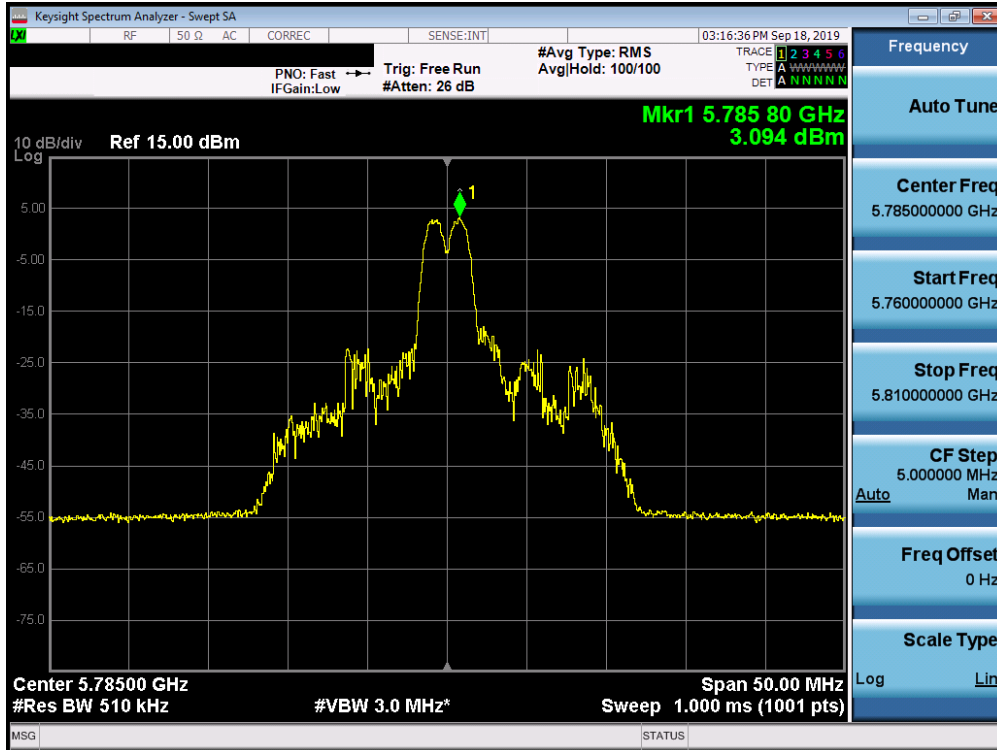 Keysight Spectrum Analyzer - Swept SA
LXI RF 50 Ω AC CORREC SENSE:INT 03:16:36 PM Sep 18, 2019
PNO: Fast
IFGain:Low
Trig: Free Run
#Atten: 26 dB
#Avg Type: RMS
Avg|Hold: 100/100
TRACE 1 2 3 4 5 6
TYPE A WWWWW
DET A N N N N N
Mkr1 5.785 80 GHz
3.094 dBm
10 dB/div Ref 15.00 dBm
Log
1
5.00
-5.00
-15.0
-25.0
-35.0
-45.0
-55.0
-65.0
-75.0
Center 5.78500 GHz Span 50.00 MHz
#Res BW 510 kHz #VBW 3.0 MHz* Sweep 1.000 ms (1001 pts)
MSG STATUS
Frequency
Auto Tune
Center Freq
5.785000000 GHz
Start Freq
5.760000000 GHz
Stop Freq
5.810000000 GHz
CF Step
5.000000 MHz
Auto Man
Freq Offset
0 Hz
Scale Type
Log Lin